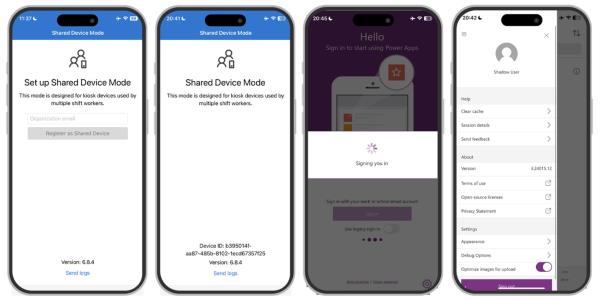 11:37
Shared Device Mode
Set up Shared Device Mode
This mode is designed for kiosk devices used by
multiple shift workers.
Organization email
Register as Shared Device
Version: 6.8.4
Send logs
20:41
Shared Device Mode
Shared Device Mode
This mode is designed for kiosk devices used by
multiple shift workers.
Device ID: b395014f-
aa87-485b-8102-1ecd67357f25
Version: 6.8.4
Send logs
20:45
Hello
Sign in to start using Power Apps
Signing you in
Sign in with your work or school email account
Sign in
Use legacy sign-in
20:42
Shadow User
Help
Clear cache
Session details
Send feedback
About
Version 3.24015.12
Terms of use
Open-source licenses
Privacy Statement
Settings
Appearance
Debug Options
Optimize images for upload
Sign out